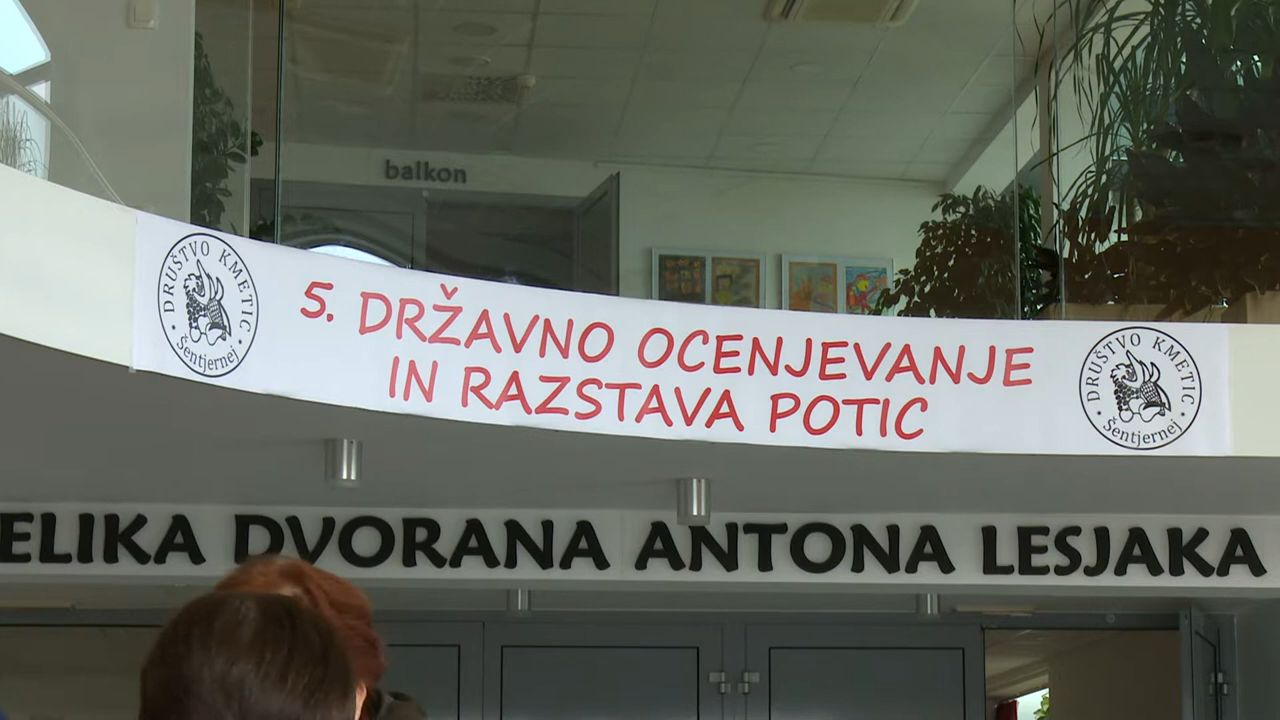 balkon
DRUŠTVO KMETIC
Šentjernej
5. DRŽAVNO OCENJEVANJE
IN RAZSTAVA POTIC
DRUŠTVO KMETIC
Šentjernej
ELIKA DVORANA ANTONA LESJAKA